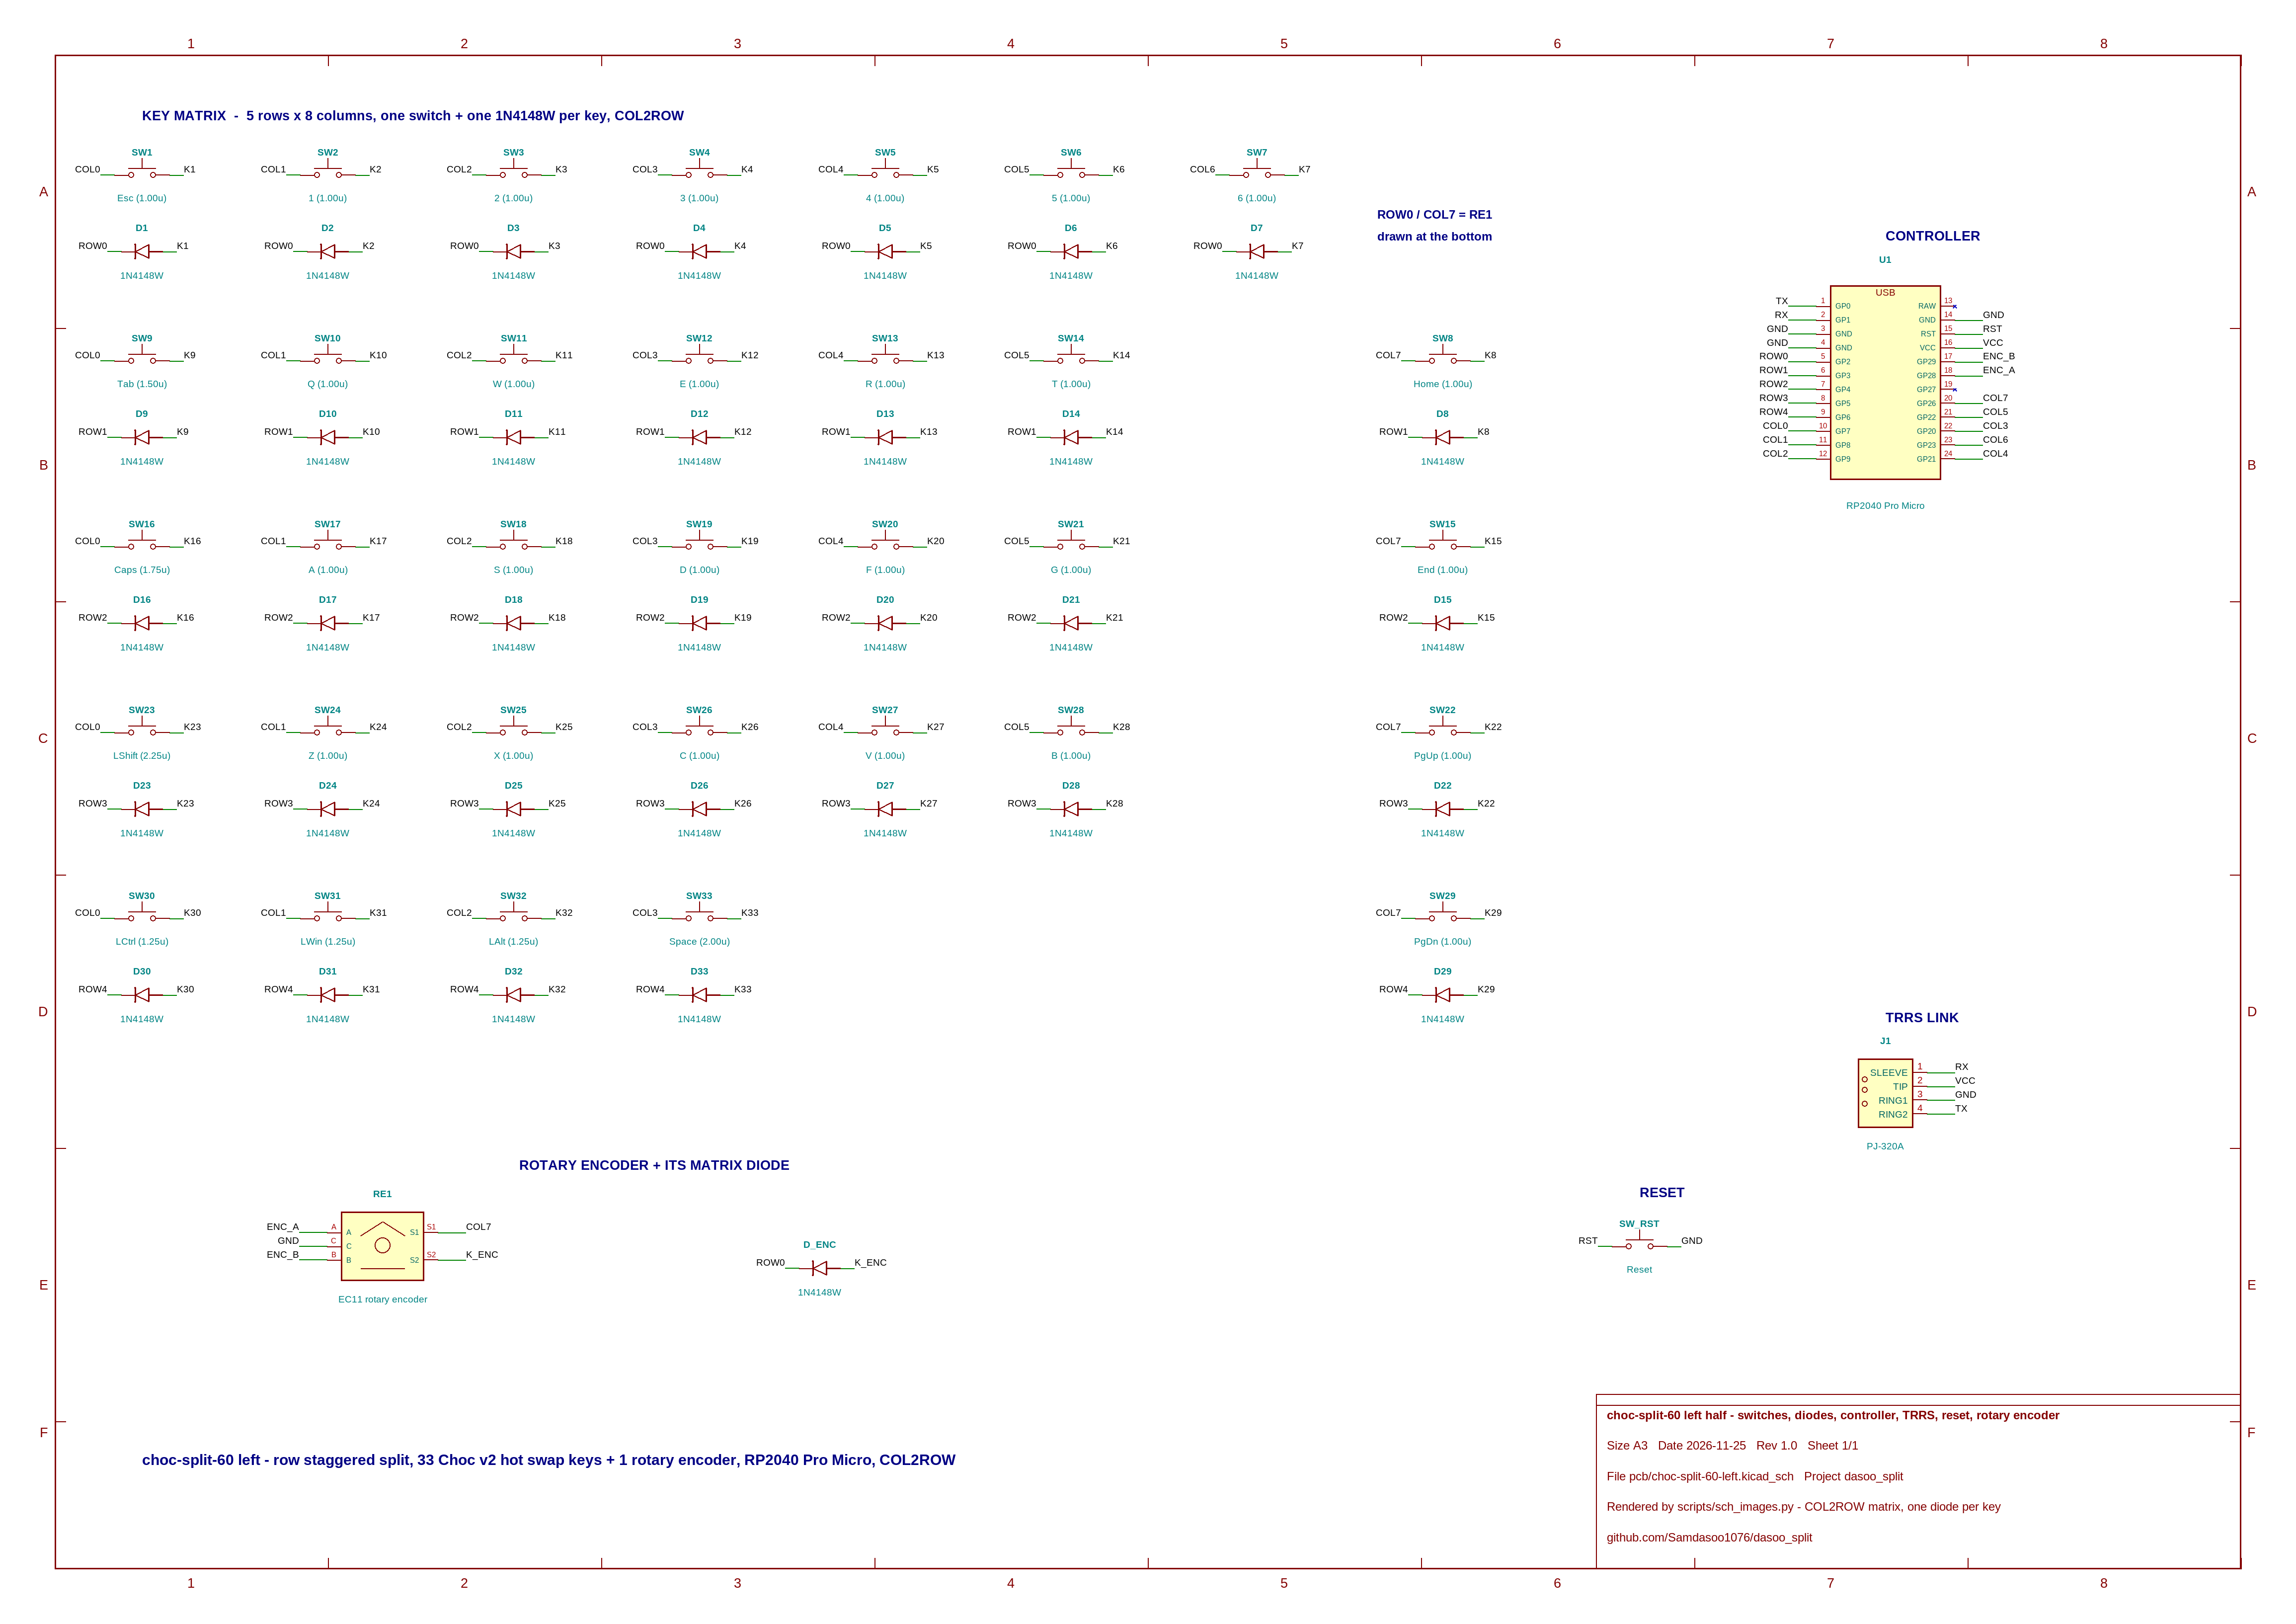 1 2 3 4 5 6 7 8
KEY MATRIX - 5 rows x 8 columns, one switch + one 1N4148W per key, COL2ROW
SW1 SW2 SW3 SW4 SW5 SW6 SW7
COL0 K1 COL1 K2 COL2 K3 COL3 K4 COL4 K5 COL5 K6 COL6 K7
A A
Esc (1.00u) 1 (1.00u) 2 (1.00u) 3 (1.00u) 4 (1.00u) 5 (1.00u) 6 (1.00u)
ROW0 / COL7 = RE1
drawn at the bottom
D1 D2 D3 D4 D5 D6 D7
ROW0 K1 ROW0 K2 ROW0 K3 ROW0 K4 ROW0 K5 ROW0 K6 ROW0 K7
1N4148W 1N4148W 1N4148W 1N4148W 1N4148W 1N4148W 1N4148W
CONTROLLER
U1
USB
TX 1 GP0 RAW 13
RX 2 GP1 GND 14 GND
GND 3 GND RST 15 RST
GND 4 GND VCC 16 VCC
ROW0 5 GP2 GP29 17 ENC_B
ROW1 6 GP3 GP28 18 ENC_A
ROW2 7 GP4 GP27 19
ROW3 8 GP5 GP26 20 COL7
ROW4 9 GP6 GP22 21 COL5
COL0 10 GP7 GP20 22 COL3
COL1 11 GP8 GP23 23 COL6
COL2 12 GP9 GP21 24 COL4
RP2040 Pro Micro
SW9 SW10 SW11 SW12 SW13 SW14 SW8
COL0 K9 COL1 K10 COL2 K11 COL3 K12 COL4 K13 COL5 K14 COL7 K8
Tab (1.50u) Q (1.00u) W (1.00u) E (1.00u) R (1.00u) T (1.00u) Home (1.00u)
D9 D10 D11 D12 D13 D14 D8
ROW1 K9 ROW1 K10 ROW1 K11 ROW1 K12 ROW1 K13 ROW1 K14 ROW1 K8
1N4148W 1N4148W 1N4148W 1N4148W 1N4148W 1N4148W 1N4148W
B B
SW16 SW17 SW18 SW19 SW20 SW21 SW15
COL0 K16 COL1 K17 COL2 K18 COL3 K19 COL4 K20 COL5 K21 COL7 K15
Caps (1.75u) A (1.00u) S (1.00u) D (1.00u) F (1.00u) G (1.00u) End (1.00u)
D16 D17 D18 D19 D20 D21 D15
ROW2 K16 ROW2 K17 ROW2 K18 ROW2 K19 ROW2 K20 ROW2 K21 ROW2 K15
1N4148W 1N4148W 1N4148W 1N4148W 1N4148W 1N4148W 1N4148W
SW23 SW24 SW25 SW26 SW27 SW28 SW22
COL0 K23 COL1 K24 COL2 K25 COL3 K26 COL4 K27 COL5 K28 COL7 K22
C C
LShift (2.25u) Z (1.00u) X (1.00u) C (1.00u) V (1.00u) B (1.00u) PgUp (1.00u)
D23 D24 D25 D26 D27 D28 D22
ROW3 K23 ROW3 K24 ROW3 K25 ROW3 K26 ROW3 K27 ROW3 K28 ROW3 K22
1N4148W 1N4148W 1N4148W 1N4148W 1N4148W 1N4148W 1N4148W
SW30 SW31 SW32 SW33 SW29
COL0 K30 COL1 K31 COL2 K32 COL3 K33 COL7 K29
LCtrl (1.25u) LWin (1.25u) LAlt (1.25u) Space (2.00u) PgDn (1.00u)
D30 D31 D32 D33 D29
ROW4 K30 ROW4 K31 ROW4 K32 ROW4 K33 ROW4 K29
1N4148W 1N4148W 1N4148W 1N4148W 1N4148W
D D
TRRS LINK
J1
SLEEVE 1 RX
TIP 2 VCC
RING1 3 GND
RING2 4 TX
PJ-320A
ROTARY ENCODER + ITS MATRIX DIODE
RE1
ENC_A A A S1 S1 COL7
GND C C
ENC_B B B S2 S2 K_ENC
EC11 rotary encoder
D_ENC
ROW0 K_ENC
1N4148W
RESET
SW_RST
RST GND
Reset
E E
F F
choc-split-60 left - row staggered split, 33 Choc v2 hot swap keys + 1 rotary encoder, RP2040 Pro Micro, COL2ROW
choc-split-60 left half - switches, diodes, controller, TRRS, reset, rotary encoder
Size A3 Date 2026-11-25 Rev 1.0 Sheet 1/1
File pcb/choc-split-60-left.kicad_sch Project dasoo_split
Rendered by scripts/sch_images.py - COL2ROW matrix, one diode per key
github.com/Samdasoo1076/dasoo_split
1 2 3 4 5 6 7 8